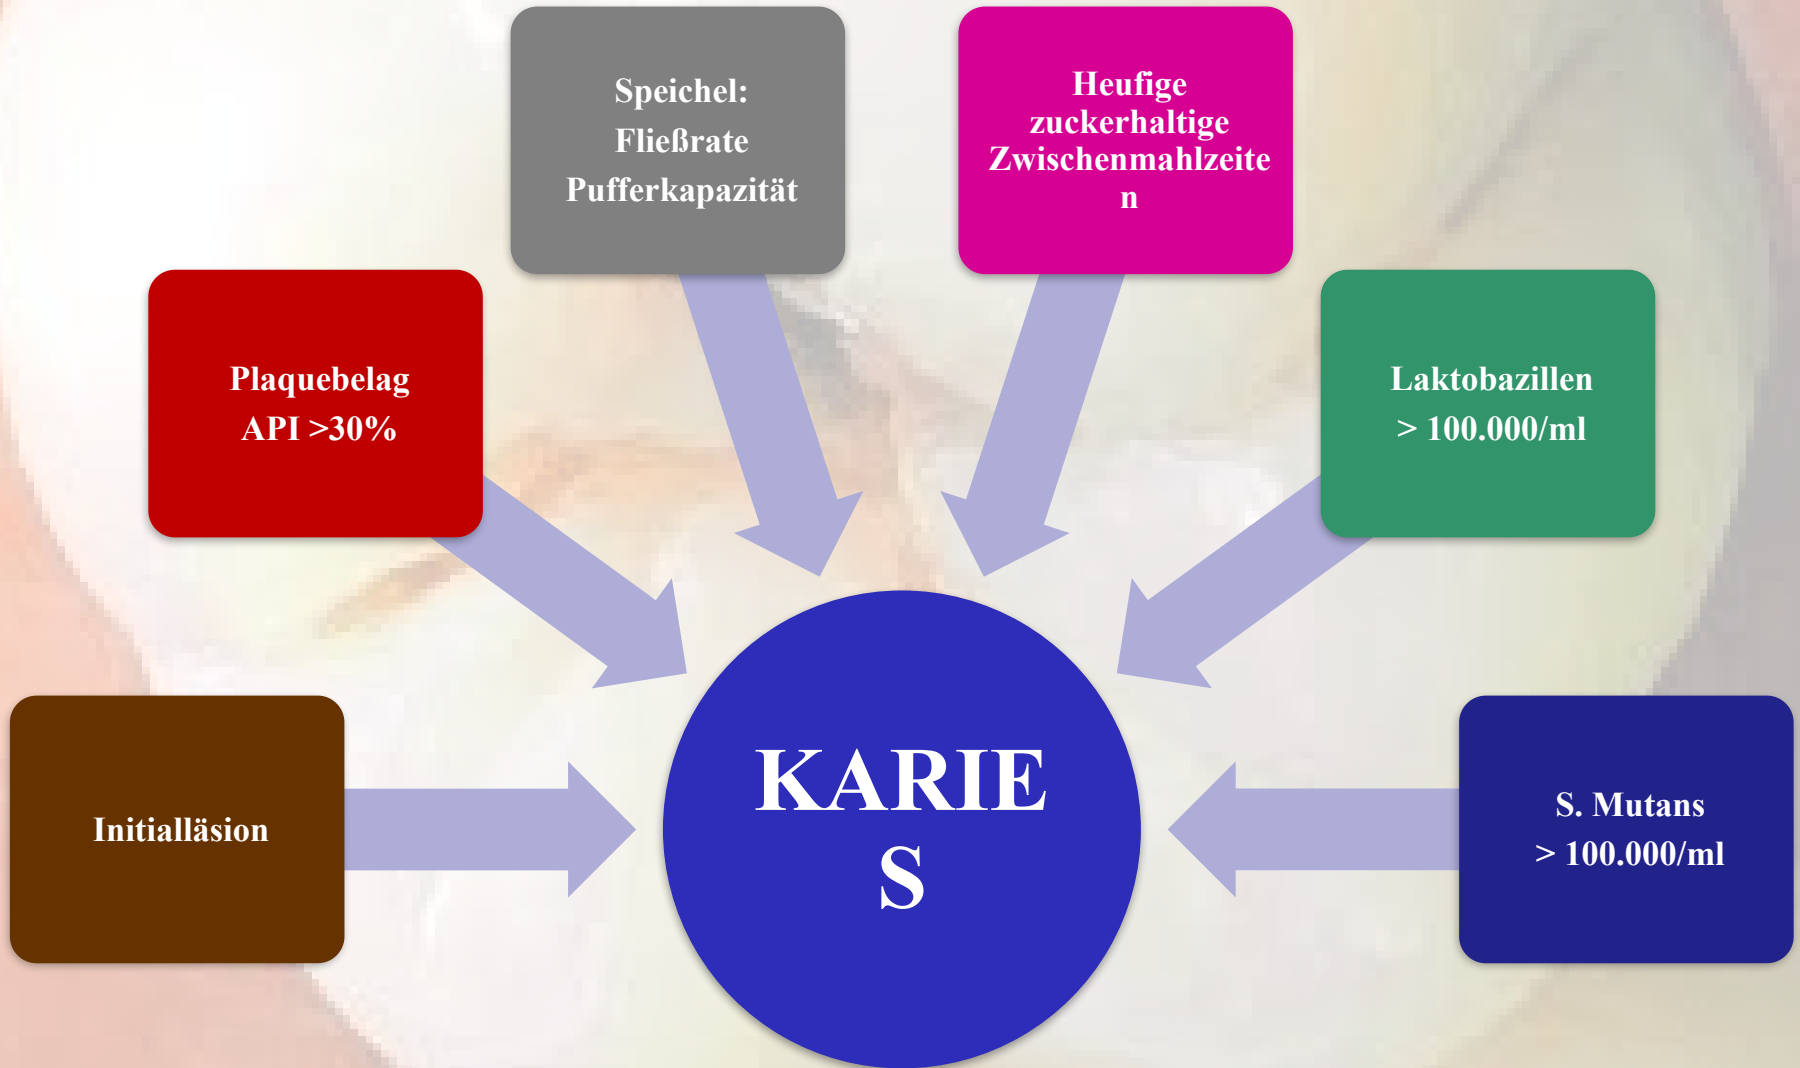 Speichel:
Fließrate
Pufferkapazität
Heufige
zuckerhaltige
Zwischenmahlzeite
n
Plaquebelag
API >30%
Laktobazillen
> 100.000/ml
Initialläsion
KARIE
S
S. Mutans
> 100.000/ml